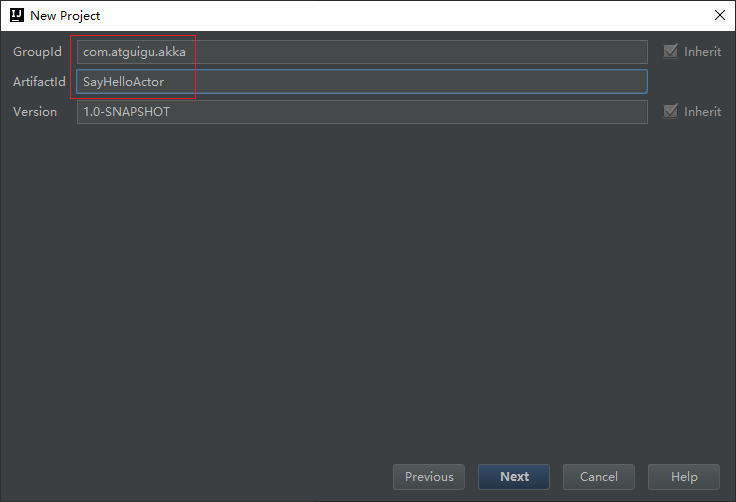 New Project
GroupId com.atguigu.akka Inherit
ArtifactId SayHelloActor
Version 1.0-SNAPSHOT Inherit
Previous Next Cancel Help